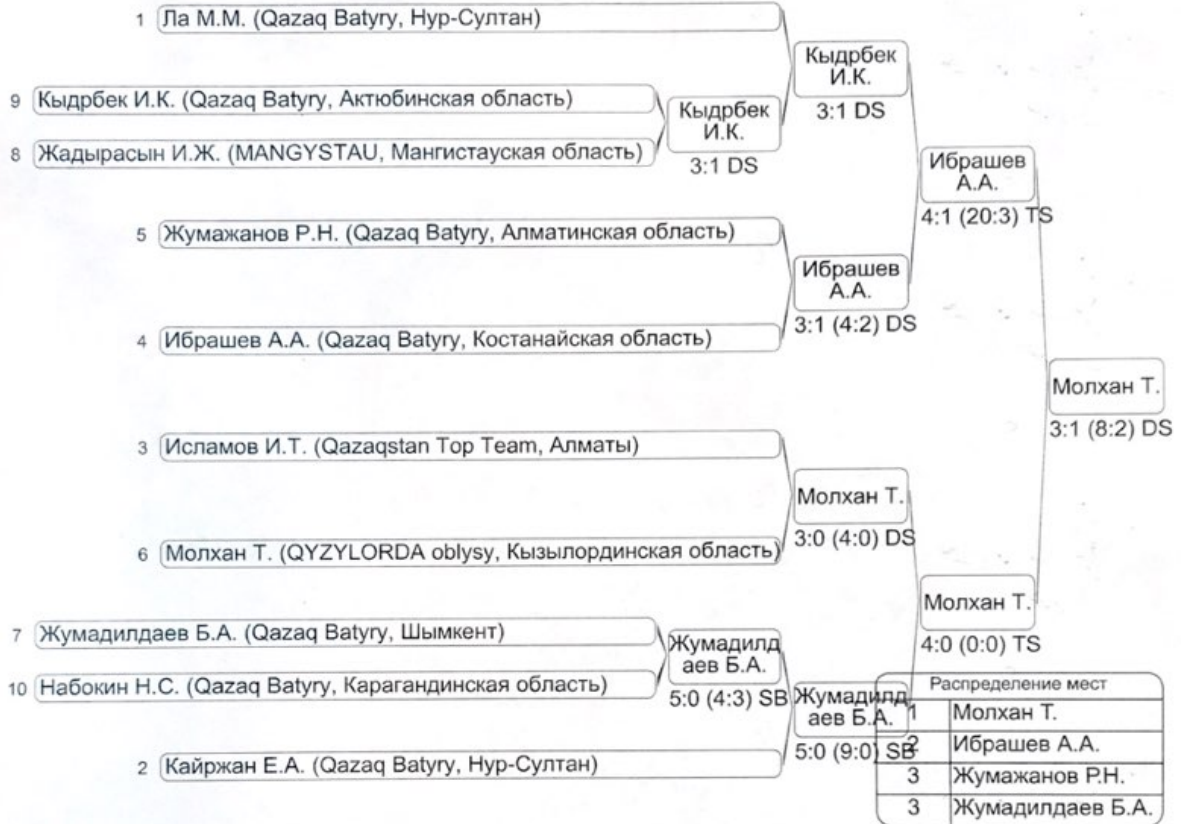 1 Ла М.М. (Qazaq Batyry, Нур-Султан)
Кыдрбек
И.К.
3:1 DS
9 Кыдрбек И.К. (Qazaq Batyry, Актюбинская область)
Кыдрбек
И.К.
3:1 DS
8 Жадырасын И.Ж. (MANGYSTAU, Мангистауская область)
Ибрашев
А.А.
4:1 (20:3) TS
5 Жумажанов Р.Н. (Qazaq Batyry, Алматинская область)
Ибрашев
А.А.
3:1 (4:2) DS
4 Ибрашев А.А. (Qazaq Batyry, Костанайская область)
Молхан Т.
3:1 (8:2) DS
3 Исламов И.Т. (Qazaqstan Top Team, Алматы)
Молхан Т.
3:0 (4:0) DS
6 Молхан Т. (QYZYLORDA oblysy, Кызылординская область)
Молхан Т.
4:0 (0:0) TS
7 Жумадилдаев Б.А. (Qazaq Batyry, Шымкент)
Жумадилд
аев Б.А.
5:0 (4:3) SB
10 Набокин Н.С. (Qazaq Batyry, Карагандинская область)
Жумадилд
аев Б.А.
5:0 (9:0) SB
2 Кайржан Е.А. (Qazaq Batyry, Нур-Султан)
Распределение мест
1 Молхан Т.
2 Ибрашев А.А.
3 Жумажанов Р.Н.
3 Жумадилдаев Б.А.